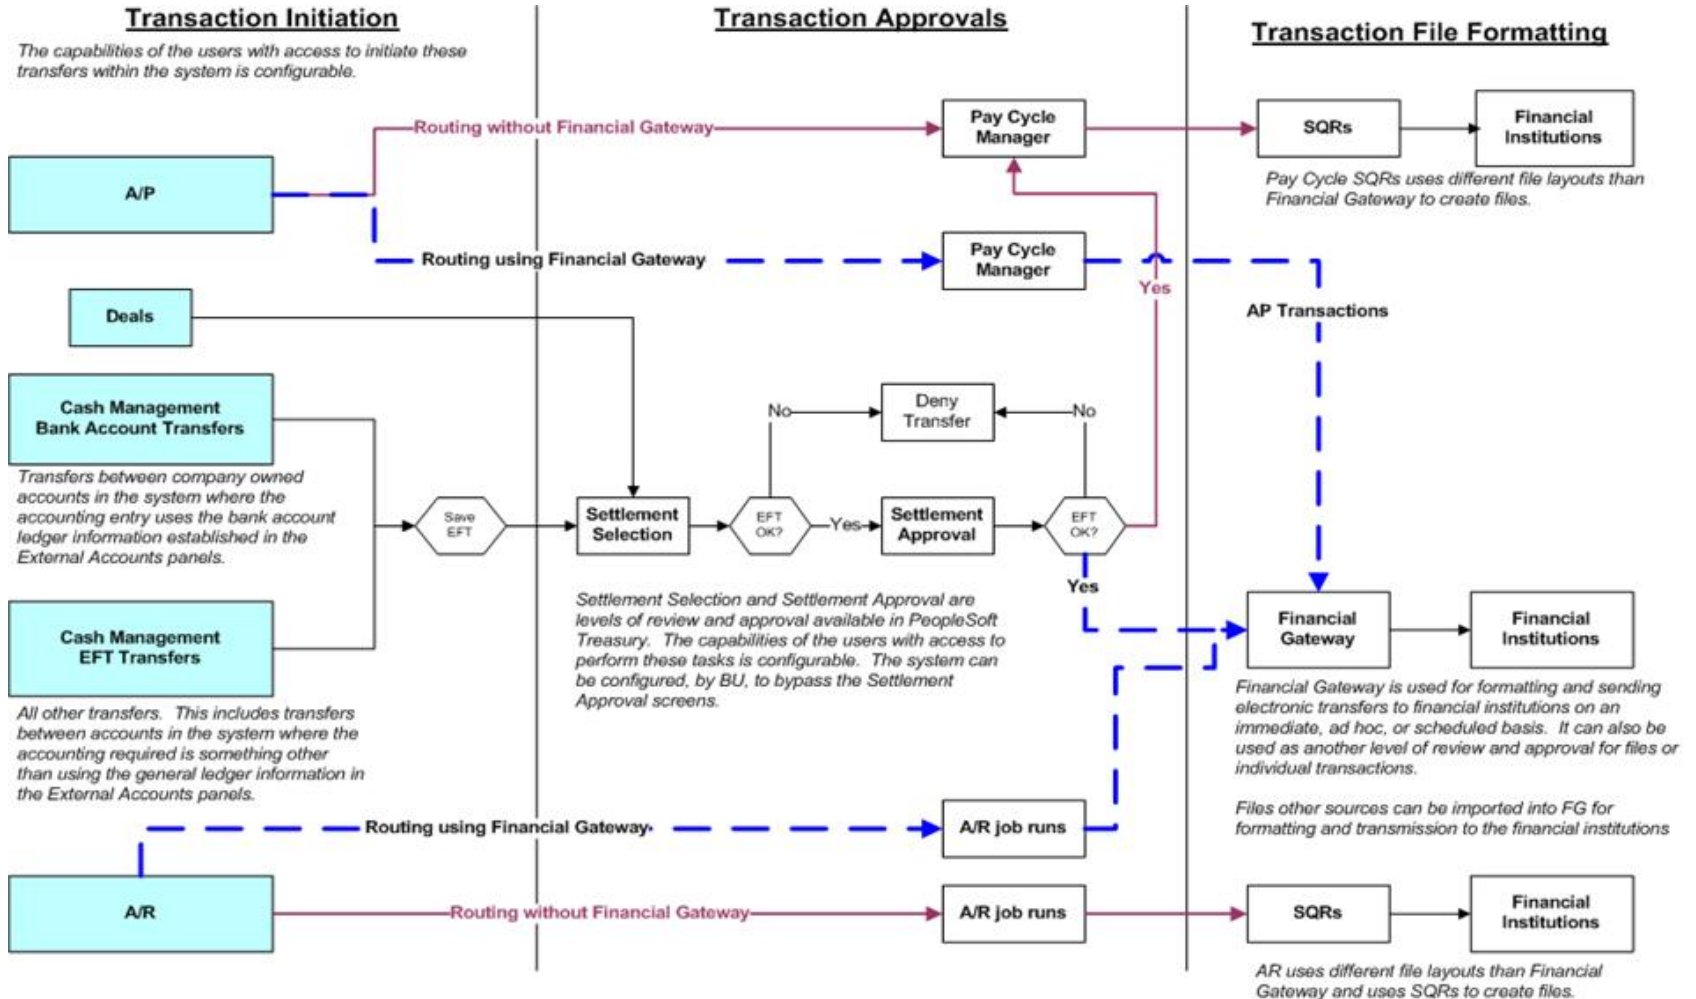 Transaction Initiation
The capabilities of the users with access to initiate these
transfers within the system is configurable.
Transaction Approvals
Transaction File Formatting
A/P
Routing without Financial Gateway
Pay Cycle
Manager
SQRs
Financial
Institutions
Pay Cycle SQRs uses different file layouts than
Financial Gateway to create files.
Routing using Financial Gateway
Pay Cycle
Manager
Yes
AP Transactions
Deals
Cash Management
Bank Account Transfers
Transfers between company owned
accounts in the system where the
accounting entry uses the bank account
ledger information established in the
External Accounts panels.
Cash Management
EFT Transfers
All other transfers.  This includes transfers
between accounts in the system where the
accounting required is something other
than using the general ledger information in
the External Accounts panels.
Save
EFT
Settlement
Selection
EFT
OK?
No
Deny
Transfer
No
Yes
Settlement
Approval
EFT
OK?
Yes
Settlement Selection and Settlement Approval are
levels of review and approval available in PeopleSoft
Treasury.  The capabilities of the users with access to
perform these tasks is configurable.  The system can
be configured, by BU, to bypass the Settlement
Approval screens.
Financial
Gateway
Financial
Institutions
Financial Gateway is used for formatting and sending
electronic transfers to financial institutions on an
immediate, ad hoc, or scheduled basis.  It can also be
used as another level of review and approval for files or
individual transactions.
Files other sources can be imported into FG for
formatting and transmission to the financial institutions
Routing using Financial Gateway
A/R job runs
A/R
Routing without Financial Gateway
A/R job runs
SQRs
Financial
Institutions
AR uses different file layouts than Financial
Gateway and uses SQRs to create files.